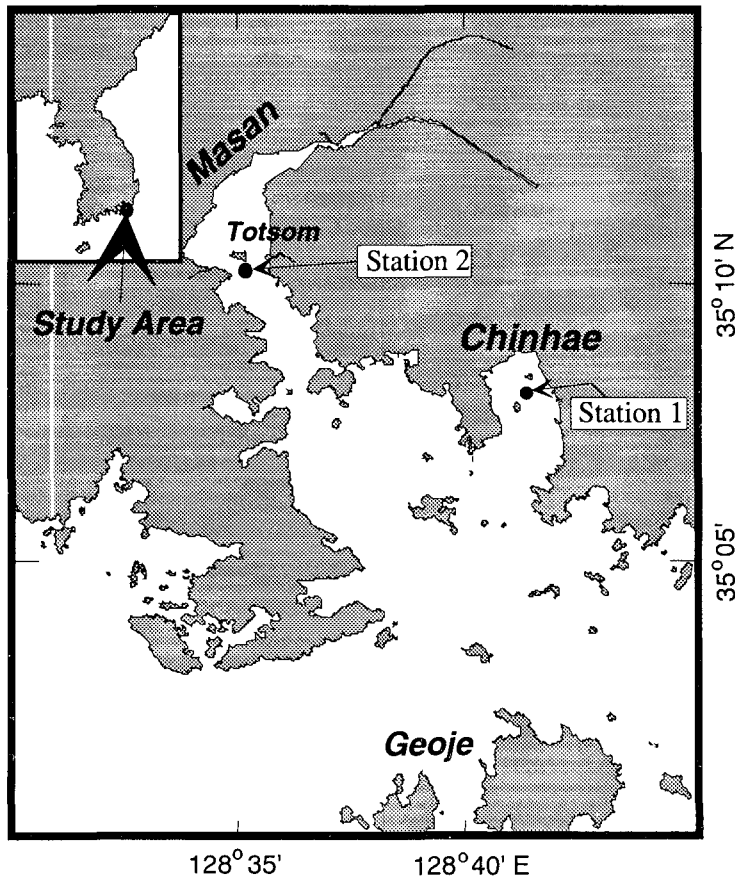 Masan
Totsom
Station 2
Study Area
Chinhae
Station 1
Geoje
35° 10' N
35° 05'
128° 35'
128° 40' E